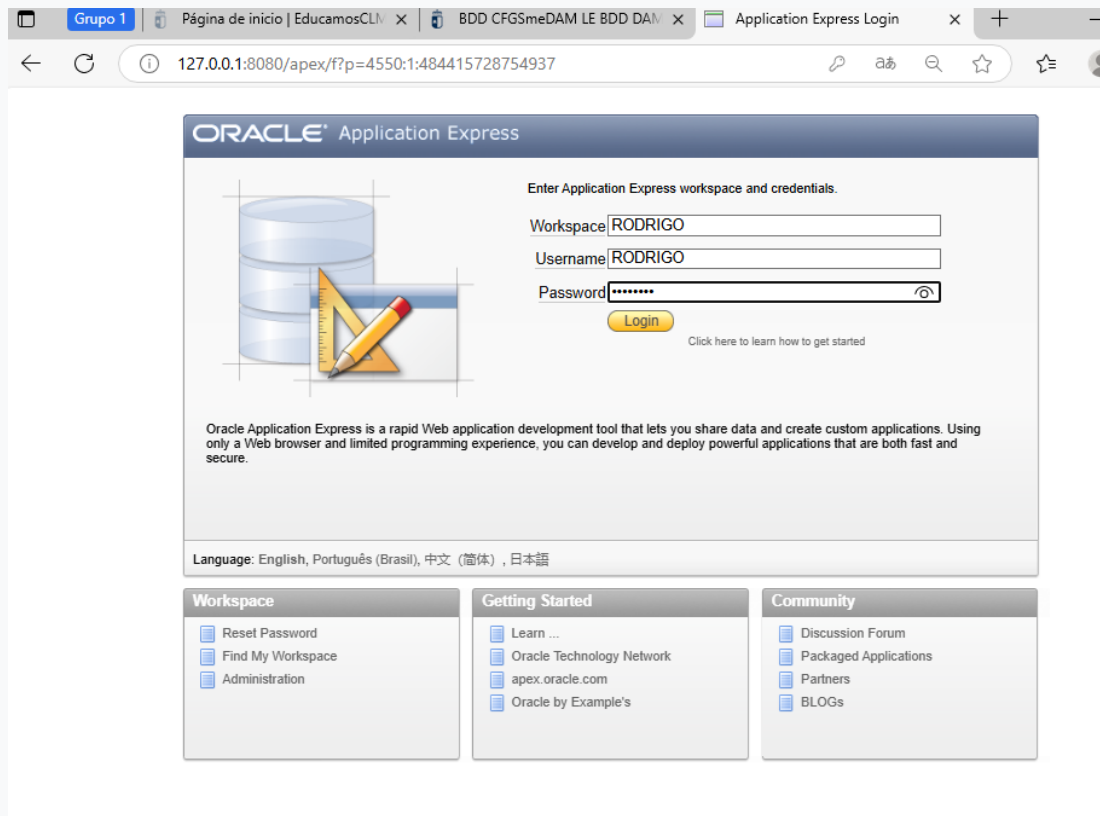 Grupo 1
Página de inicio | EducamosCLM
BDD CFGSmeDAM LE BDD DAM
Application Express Login
127.0.0.1:8080/apex/f?p=4550:1:484415728754937
ORACLE Application Express
Enter Application Express workspace and credentials.
Workspace RODRIGO
Username RODRIGO
Password ••••••••
Login
Click here to learn how to get started
Oracle Application Express is a rapid Web application development tool that lets you share data and create custom applications. Using
only a Web browser and limited programming experience, you can develop and deploy powerful applications that are both fast and
secure.
Language: English, Português (Brasil), 中文 (简体) , 日本語
Workspace
Reset Password
Find My Workspace
Administration
Getting Started
Learn ...
Oracle Technology Network
apex.oracle.com
Oracle by Example's
Community
Discussion Forum
Packaged Applications
Partners
BLOGs